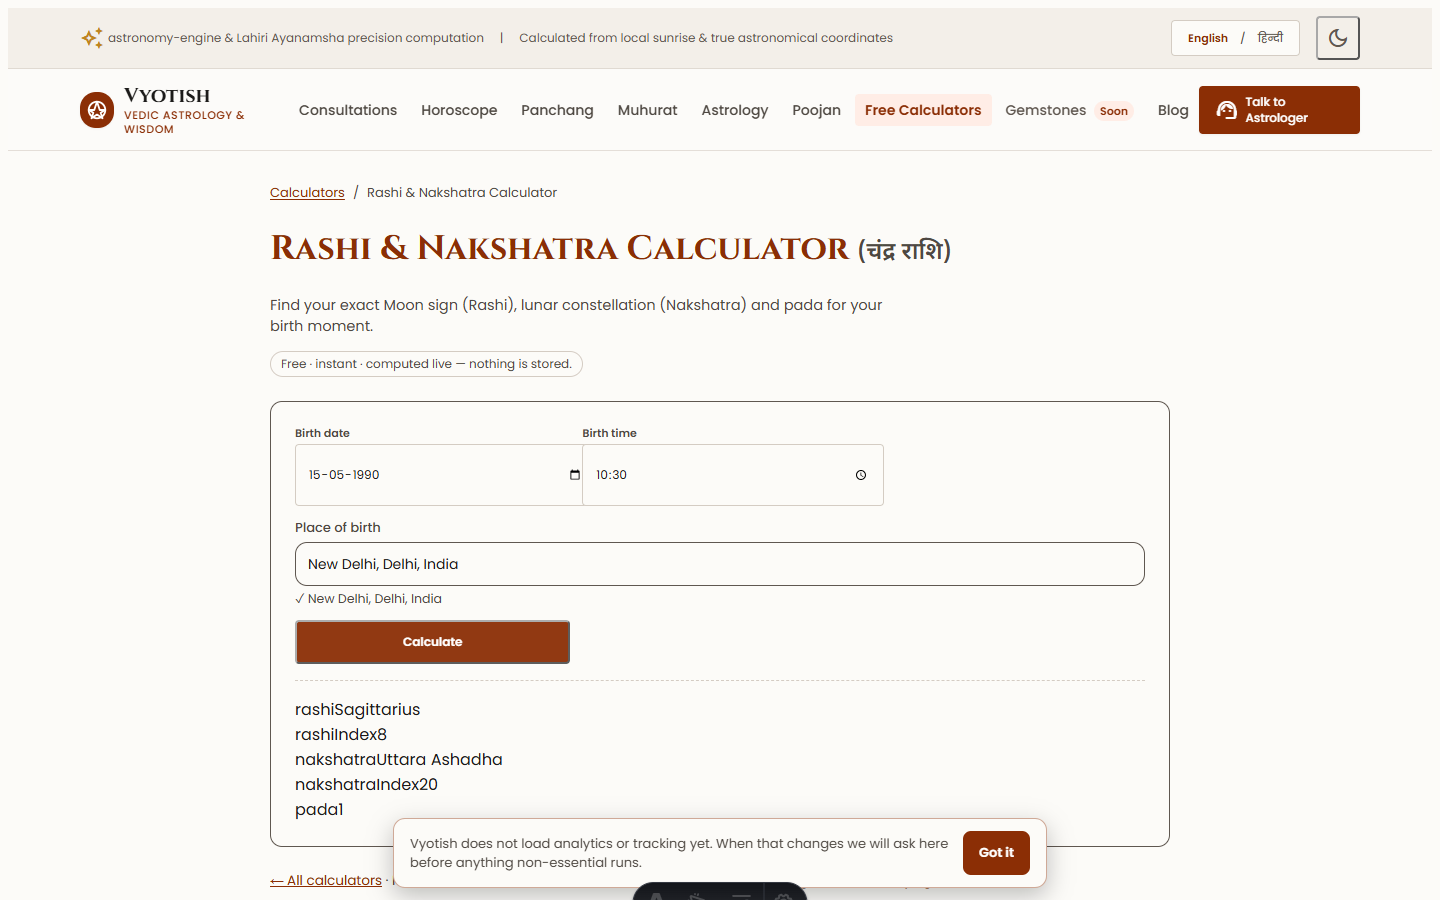 astronomy-engine & Lahiri Ayanamsha precision computation | Calculated from local sunrise & true astronomical coordinates
English / हिन्दी
Vyotish
VEDIC ASTROLOGY & WISDOM
Consultations
Horoscope
Panchang
Muhurat
Astrology
Poojan
Free Calculators
Gemstones Soon
Blog
Talk to Astrologer
Calculators / Rashi & Nakshatra Calculator
Rashi & Nakshatra Calculator (चंद्र राशि)
Find your exact Moon sign (Rashi), lunar constellation (Nakshatra) and pada for your
birth moment.
Free · instant · computed live — nothing is stored.
Birth date
Birth time
15-05-1990
10:30
Place of birth
New Delhi, Delhi, India
✓ New Delhi, Delhi, India
Calculate
rashiSagittarius
rashiIndex8
nakshatraUttara Ashadha
nakshatraIndex20
pada1
Vyotish does not load analytics or tracking yet. When that changes we will ask here
before anything non-essential runs.
Got it
← All calculators ·